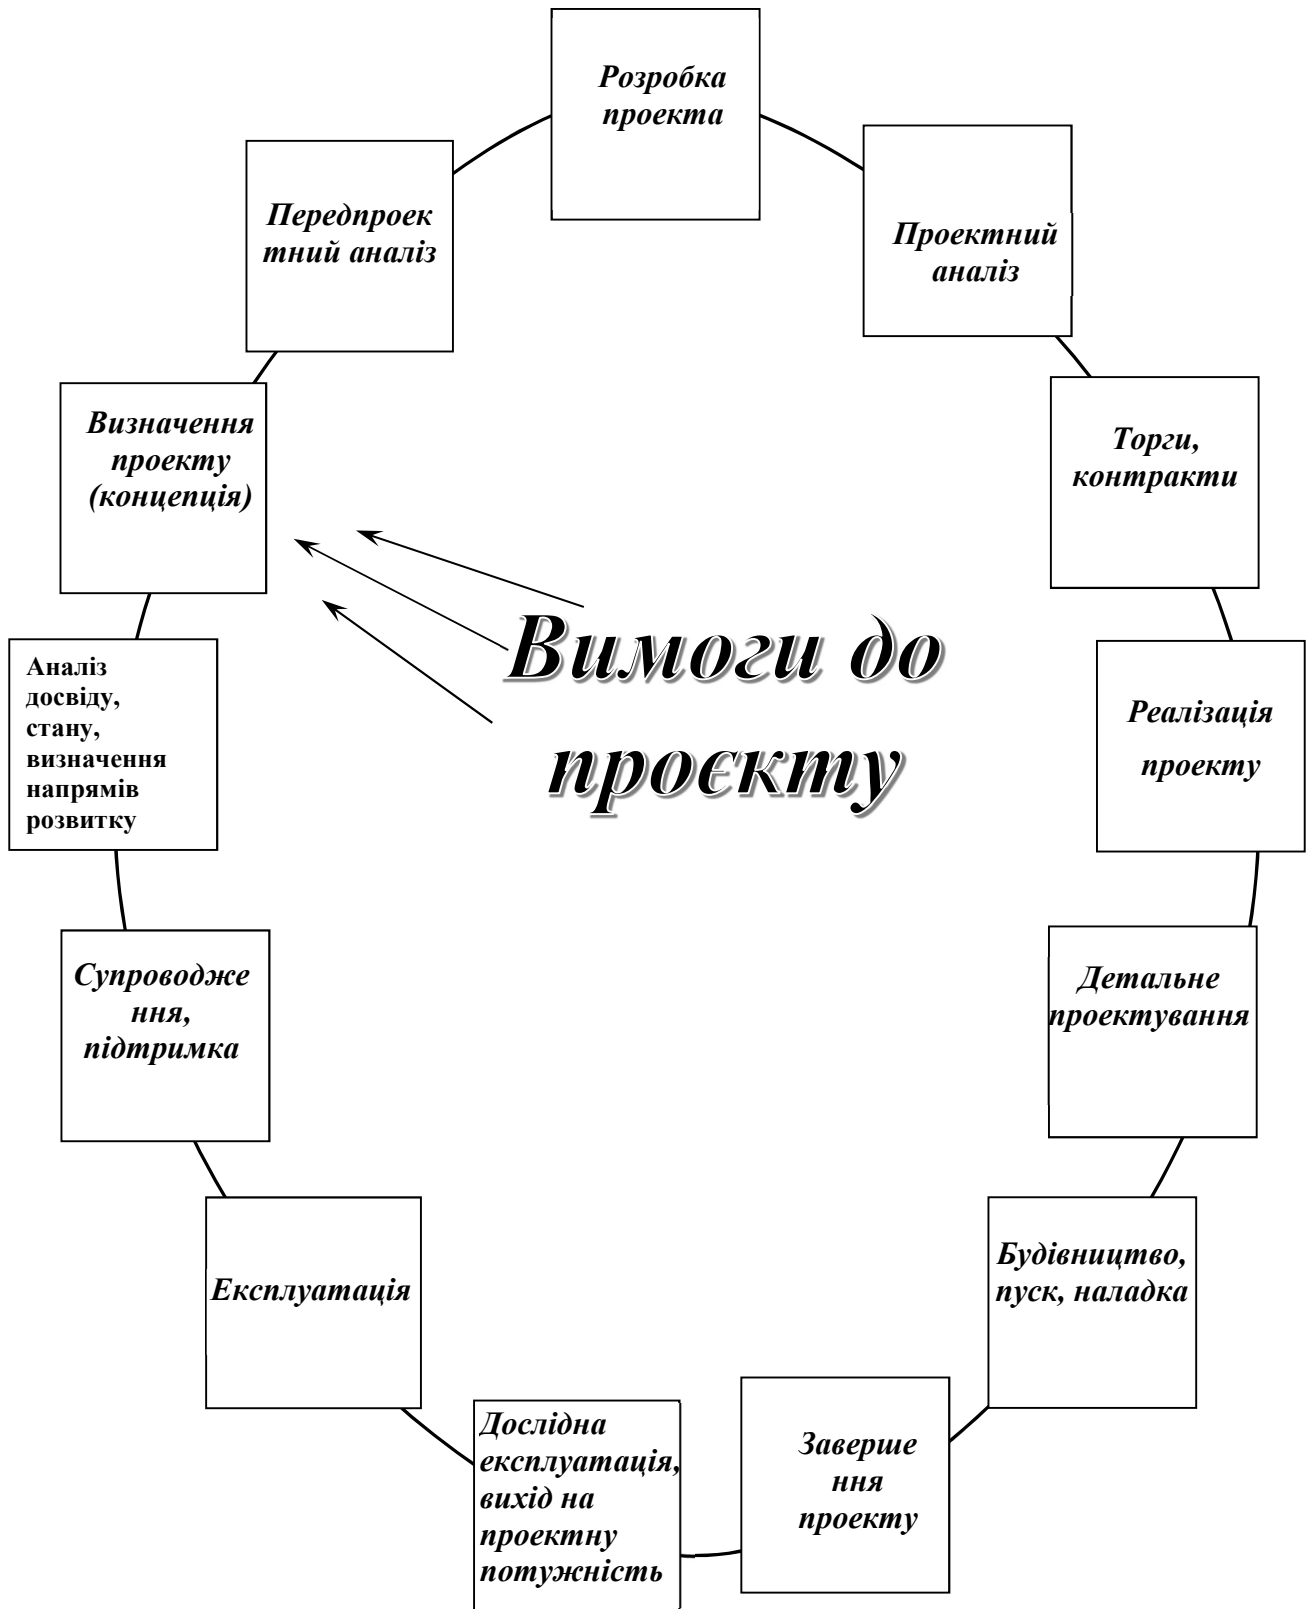 Розробка
проекта
Передпроек
тний аналіз
Проектний
аналіз
Визначення
проекту
(концепція)
Торги,
контракти
Вимоги до
проєкту
Аналіз
досвіду,
стану,
визначення
напрямів
розвитку
Реалізація
проекту
Супроводже
ння,
підтримка
Детальне
проектування
Експлуатація
Будівництво,
пуск, наладка
Дослідна
експлуатація,
вихід на
проектну
потужність
Заверше
ння
проекту